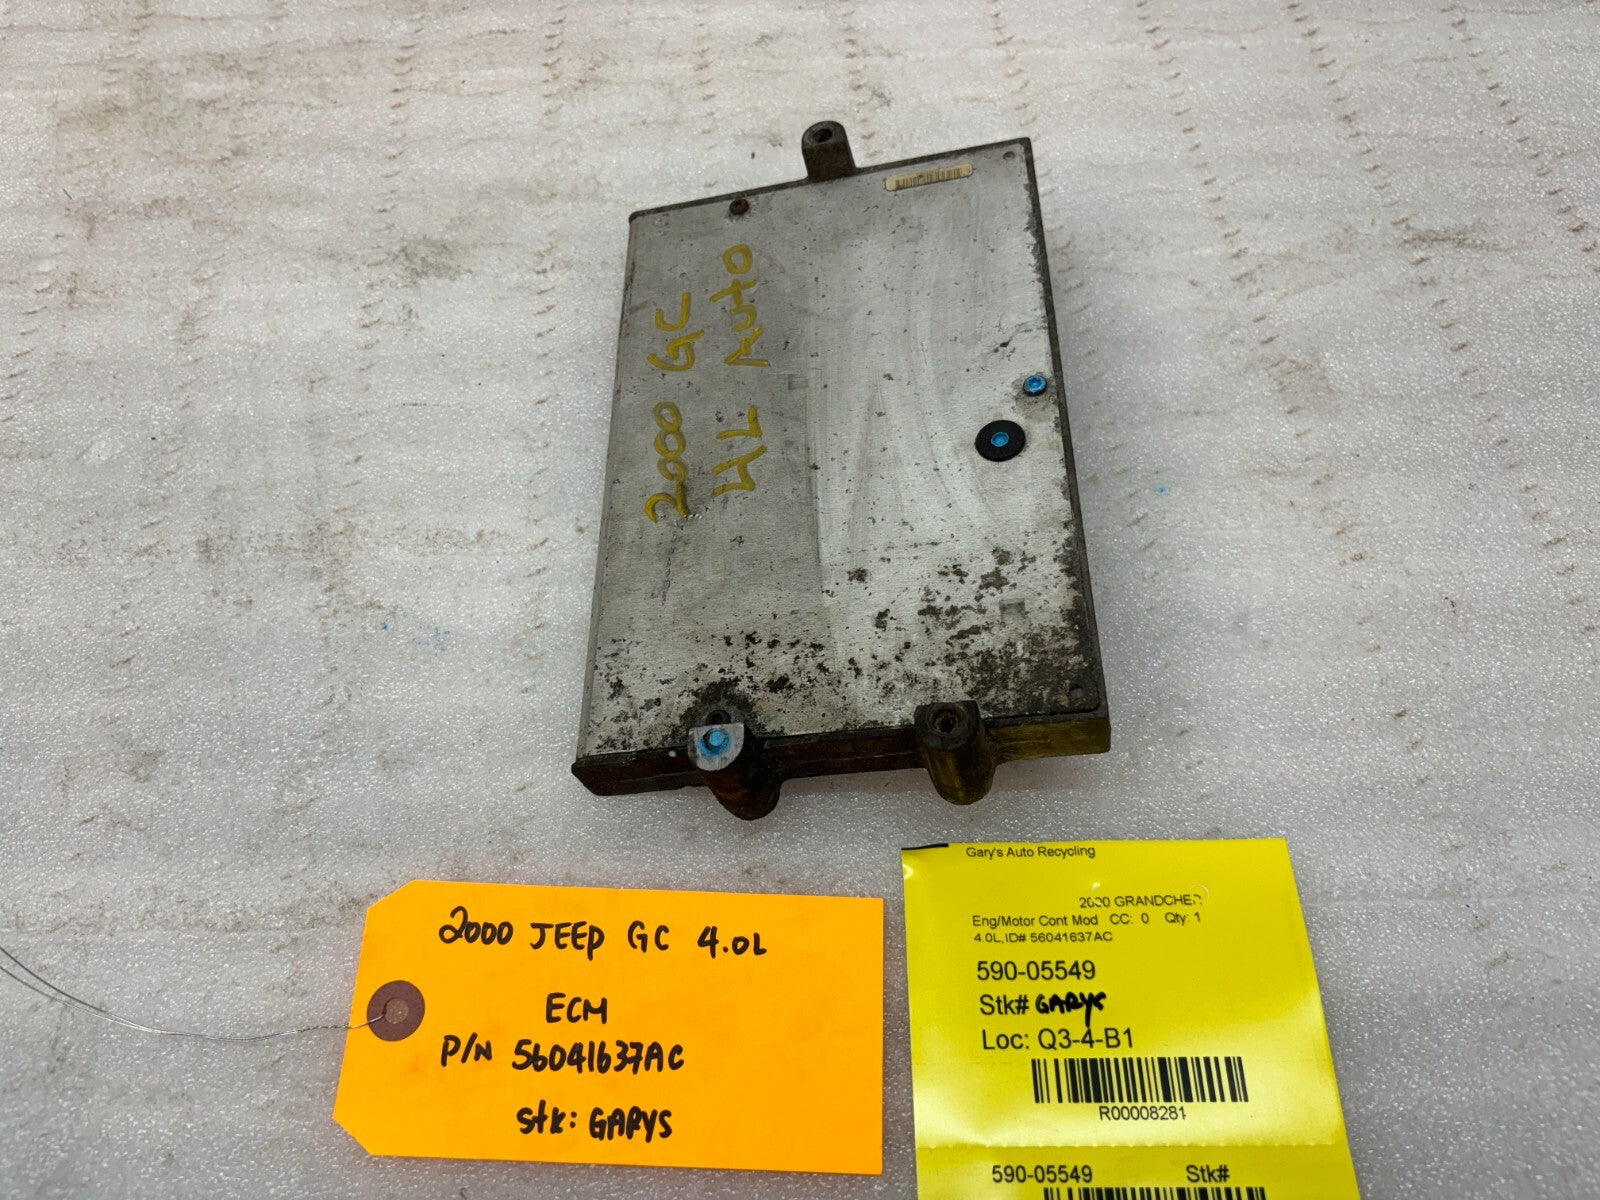 2000 GC
4L AUTO
2000 JEEP GC 4.0L
ECM
P/N 56041637AC
Stk: GARYS
Gary's Auto Recycling
2000 GRANDCHER
Eng/Motor Cont Mod CC: 0 Qty: 1
4.0L,ID# 56041637AC
590-05549
Stk# GARYS
Loc: Q3-4-B1
R00008281
590-05549 Stk#